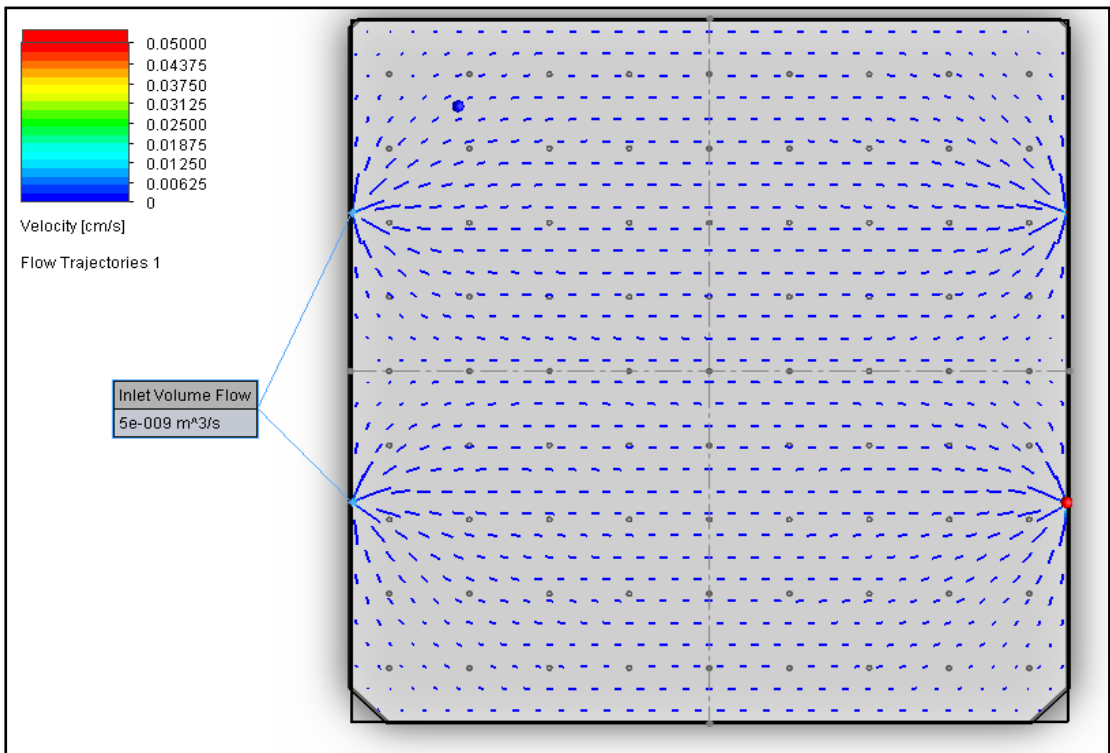 0.05000
0.04375
0.03750
0.03125
0.02500
0.01875
0.01250
0.00625
0
Velocity [cm/s]
Flow Trajectories 1
Inlet Volume Flow
5e-009 m^3/s